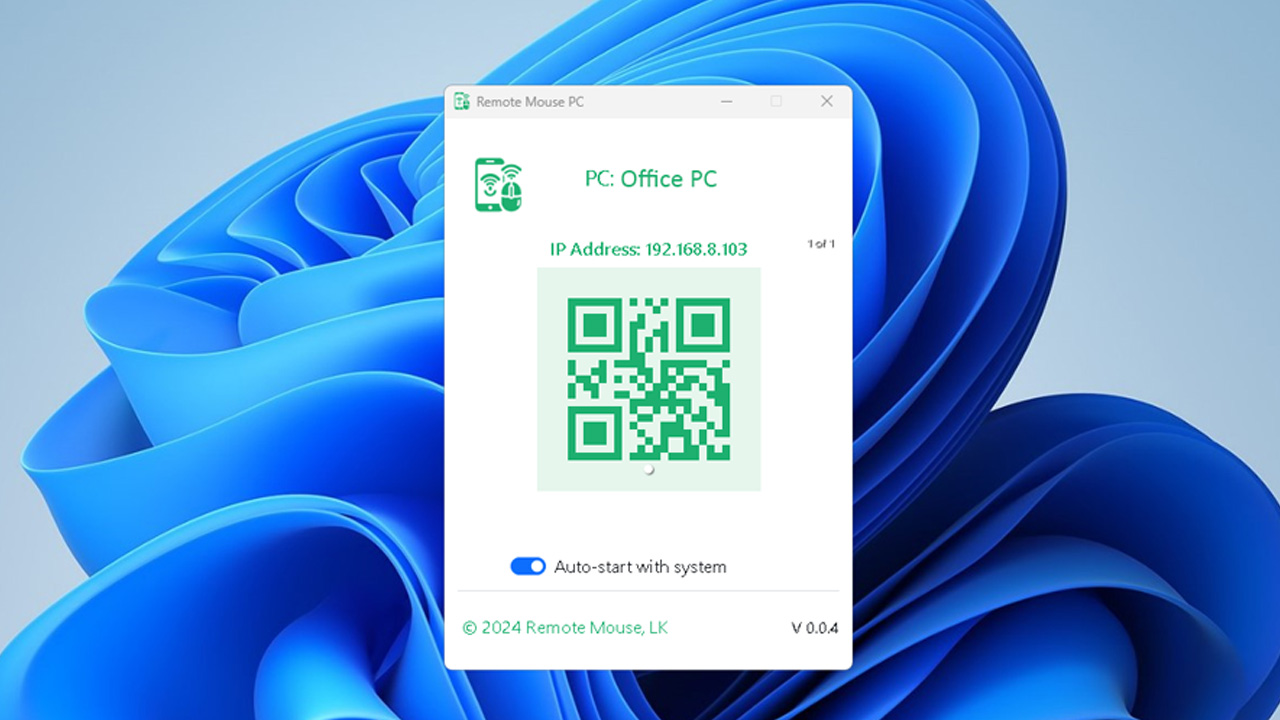 Remote Mouse PC
PC: Office PC
IP Address: 192.168.8.103
1 of 1
Auto-start with system
© 2024 Remote Mouse, LK
V 0.0.4